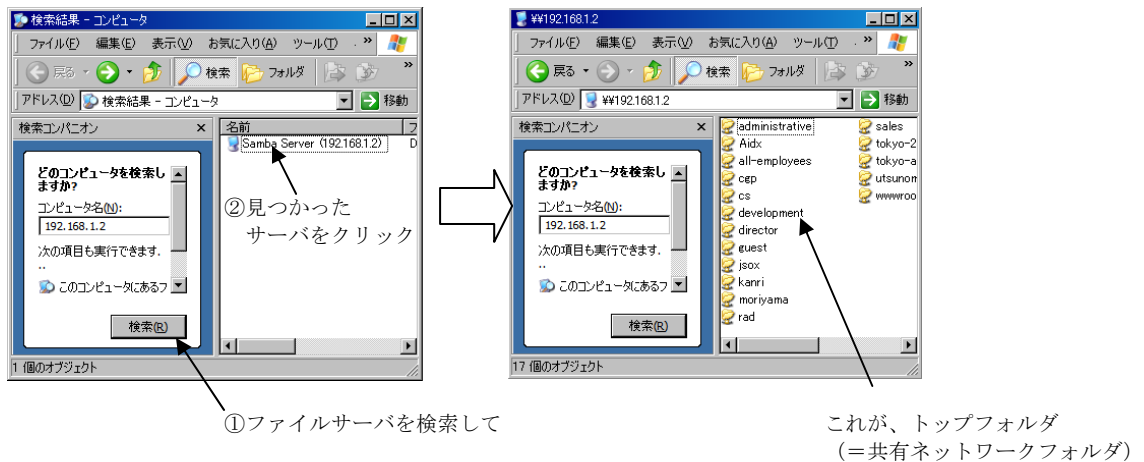 検索結果 - コンピュータ
ファイル(F) 編集(E) 表示(V) お気に入り(A) ツール(T) »
戻る 検索 フォルダ »
アドレス(D) 検索結果 - コンピュータ 移動
検索コンパニオン ×
どのコンピュータを検索し
ますか?
コンピュータ名(N):
192.168.1.2
次の項目も実行できます.
..
このコンピュータにあるフ
検索(R)
名前 フ
Samba Server (192.168.1.2) D
1 個のオブジェクト
②見つかった
サーバをクリック
①ファイルサーバを検索して
¥¥192.168.1.2
ファイル(F) 編集(E) 表示(V) お気に入り(A) ツール(T) »
戻る 検索 フォルダ »
アドレス(D) ¥¥192.168.1.2 移動
検索コンパニオン ×
どのコンピュータを検索し
ますか?
コンピュータ名(N):
192.168.1.2
次の項目も実行できます.
..
このコンピュータにあるフ
検索(R)
administrative
Aidx
all-employees
cgp
cs
development
director
guest
jsox
kanri
moriyama
rad
sales
tokyo-2
tokyo-a
utsunom
wwwroo
17 個のオブジェクト
これが、トップフォルダ
(=共有ネットワークフォルダ)